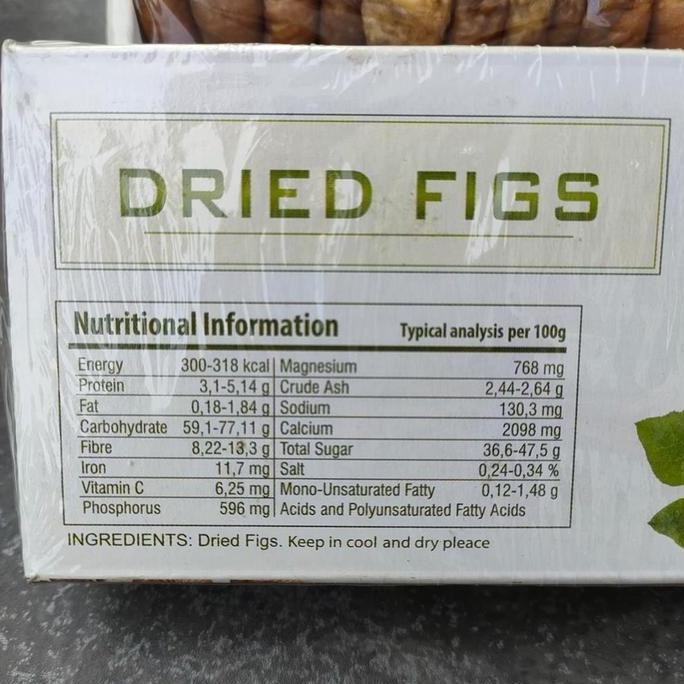 DRIED FIGS
Nutritional Information Typical analysis per 100g
Energy 300-318 kcal Magnesium 768 mg
Protein 3,1-5,14 g Crude Ash 2,44-2,64 g
Fat 0,18-1,84 g Sodium 130,3 mg
Carbohydrate 59,1-77,11 g Calcium 2098 mg
Fibre 8,22-13,3 g Total Sugar 36,6-47,5 g
Iron 11,7 mg Salt 0,24-0,34 %
Vitamin C 6,25 mg Mono-Unsaturated Fatty 0,12-1,48 g
Phosphorus 596 mg Acids and Polyunsaturated Fatty Acids
INGREDIENTS: Dried Figs. Keep in cool and dry pleace